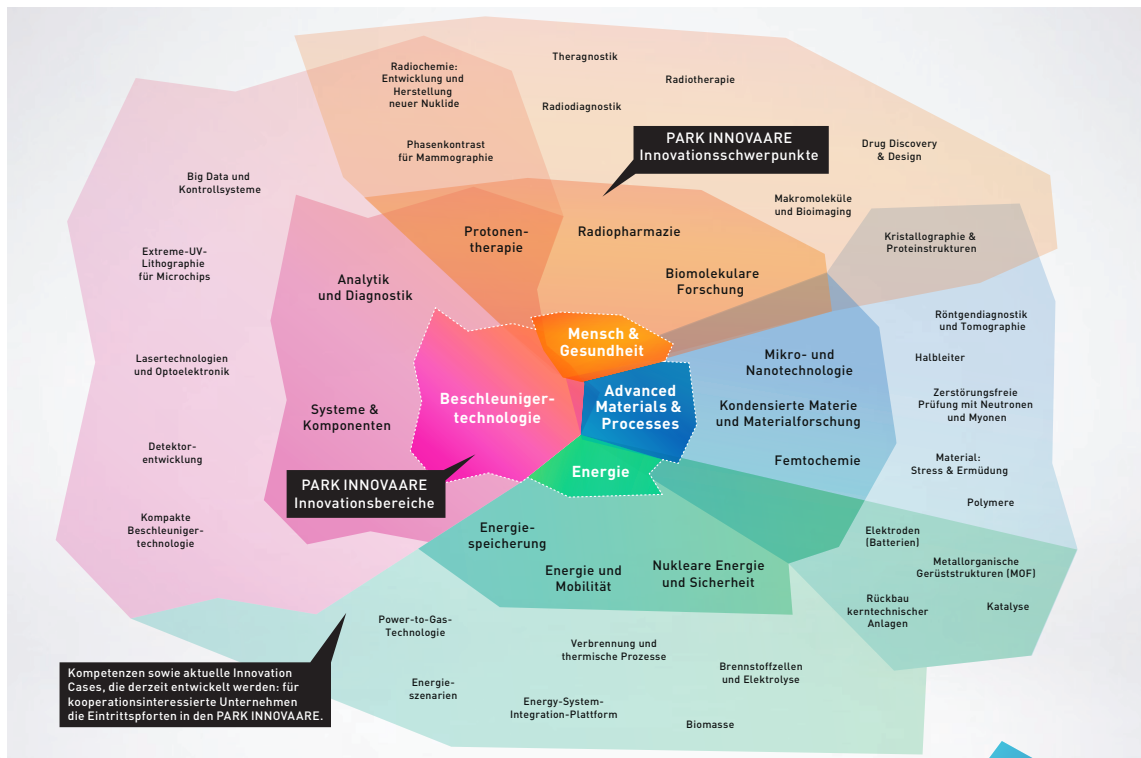 Theragnostik
Radiochemie:
Entwicklung und
Herstellung
neuer Nuklide
Radiotherapie
Radiodiagnostik
PARK INNOVAARE
Innovationsschwerpunkte
Phasenkontrast
für Mammographie
Drug Discovery
& Design
Big Data und
Kontrollsysteme
Makromoleküle
und Bioimaging
Protonen-
therapie
Radiopharmazie
Kristallographie &
Proteinstrukturen
Extreme-UV-
Lithographie
für Microchips
Analytik
und Diagnostik
Biomolekulare
Forschung
Röntgendiagnostik
und Tomographie
Mensch &
Gesundheit
Lasertechnologien
und Optoelektronik
Mikro- und
Nanotechnologie
Halbleiter
Beschleuniger-
technologie
Advanced
Materials &
Processes
Zerstörungsfreie
Prüfung mit Neutronen
und Myonen
Systeme &
Komponenten
Kondensierte Materie
und Materialforschung
Detektor-
entwicklung
Femtochemie
Material:
Stress & Ermüdung
Energie
PARK INNOVAARE
Innovationsbereiche
Polymere
Kompakte
Beschleuniger-
technologie
Energie-
speicherung
Elektroden
(Batterien)
Energie und
Mobilität
Nukleare Energie
und Sicherheit
Metallorganische
Gerüststrukturen (MOF)
Rückbau
kerntechnischer
Anlagen
Katalyse
Power-to-Gas-
Technologie
Verbrennung und
thermische Prozesse
Brennstoffzellen
und Elektrolyse
Kompetenzen sowie aktuelle Innovation
Cases, die derzeit entwickelt werden: für
kooperationsinteressierte Unternehmen
die Eintrittspforten in den PARK INNOVAARE.
Energie-
szenarien
Energy-System-
Integration-Plattform
Biomasse